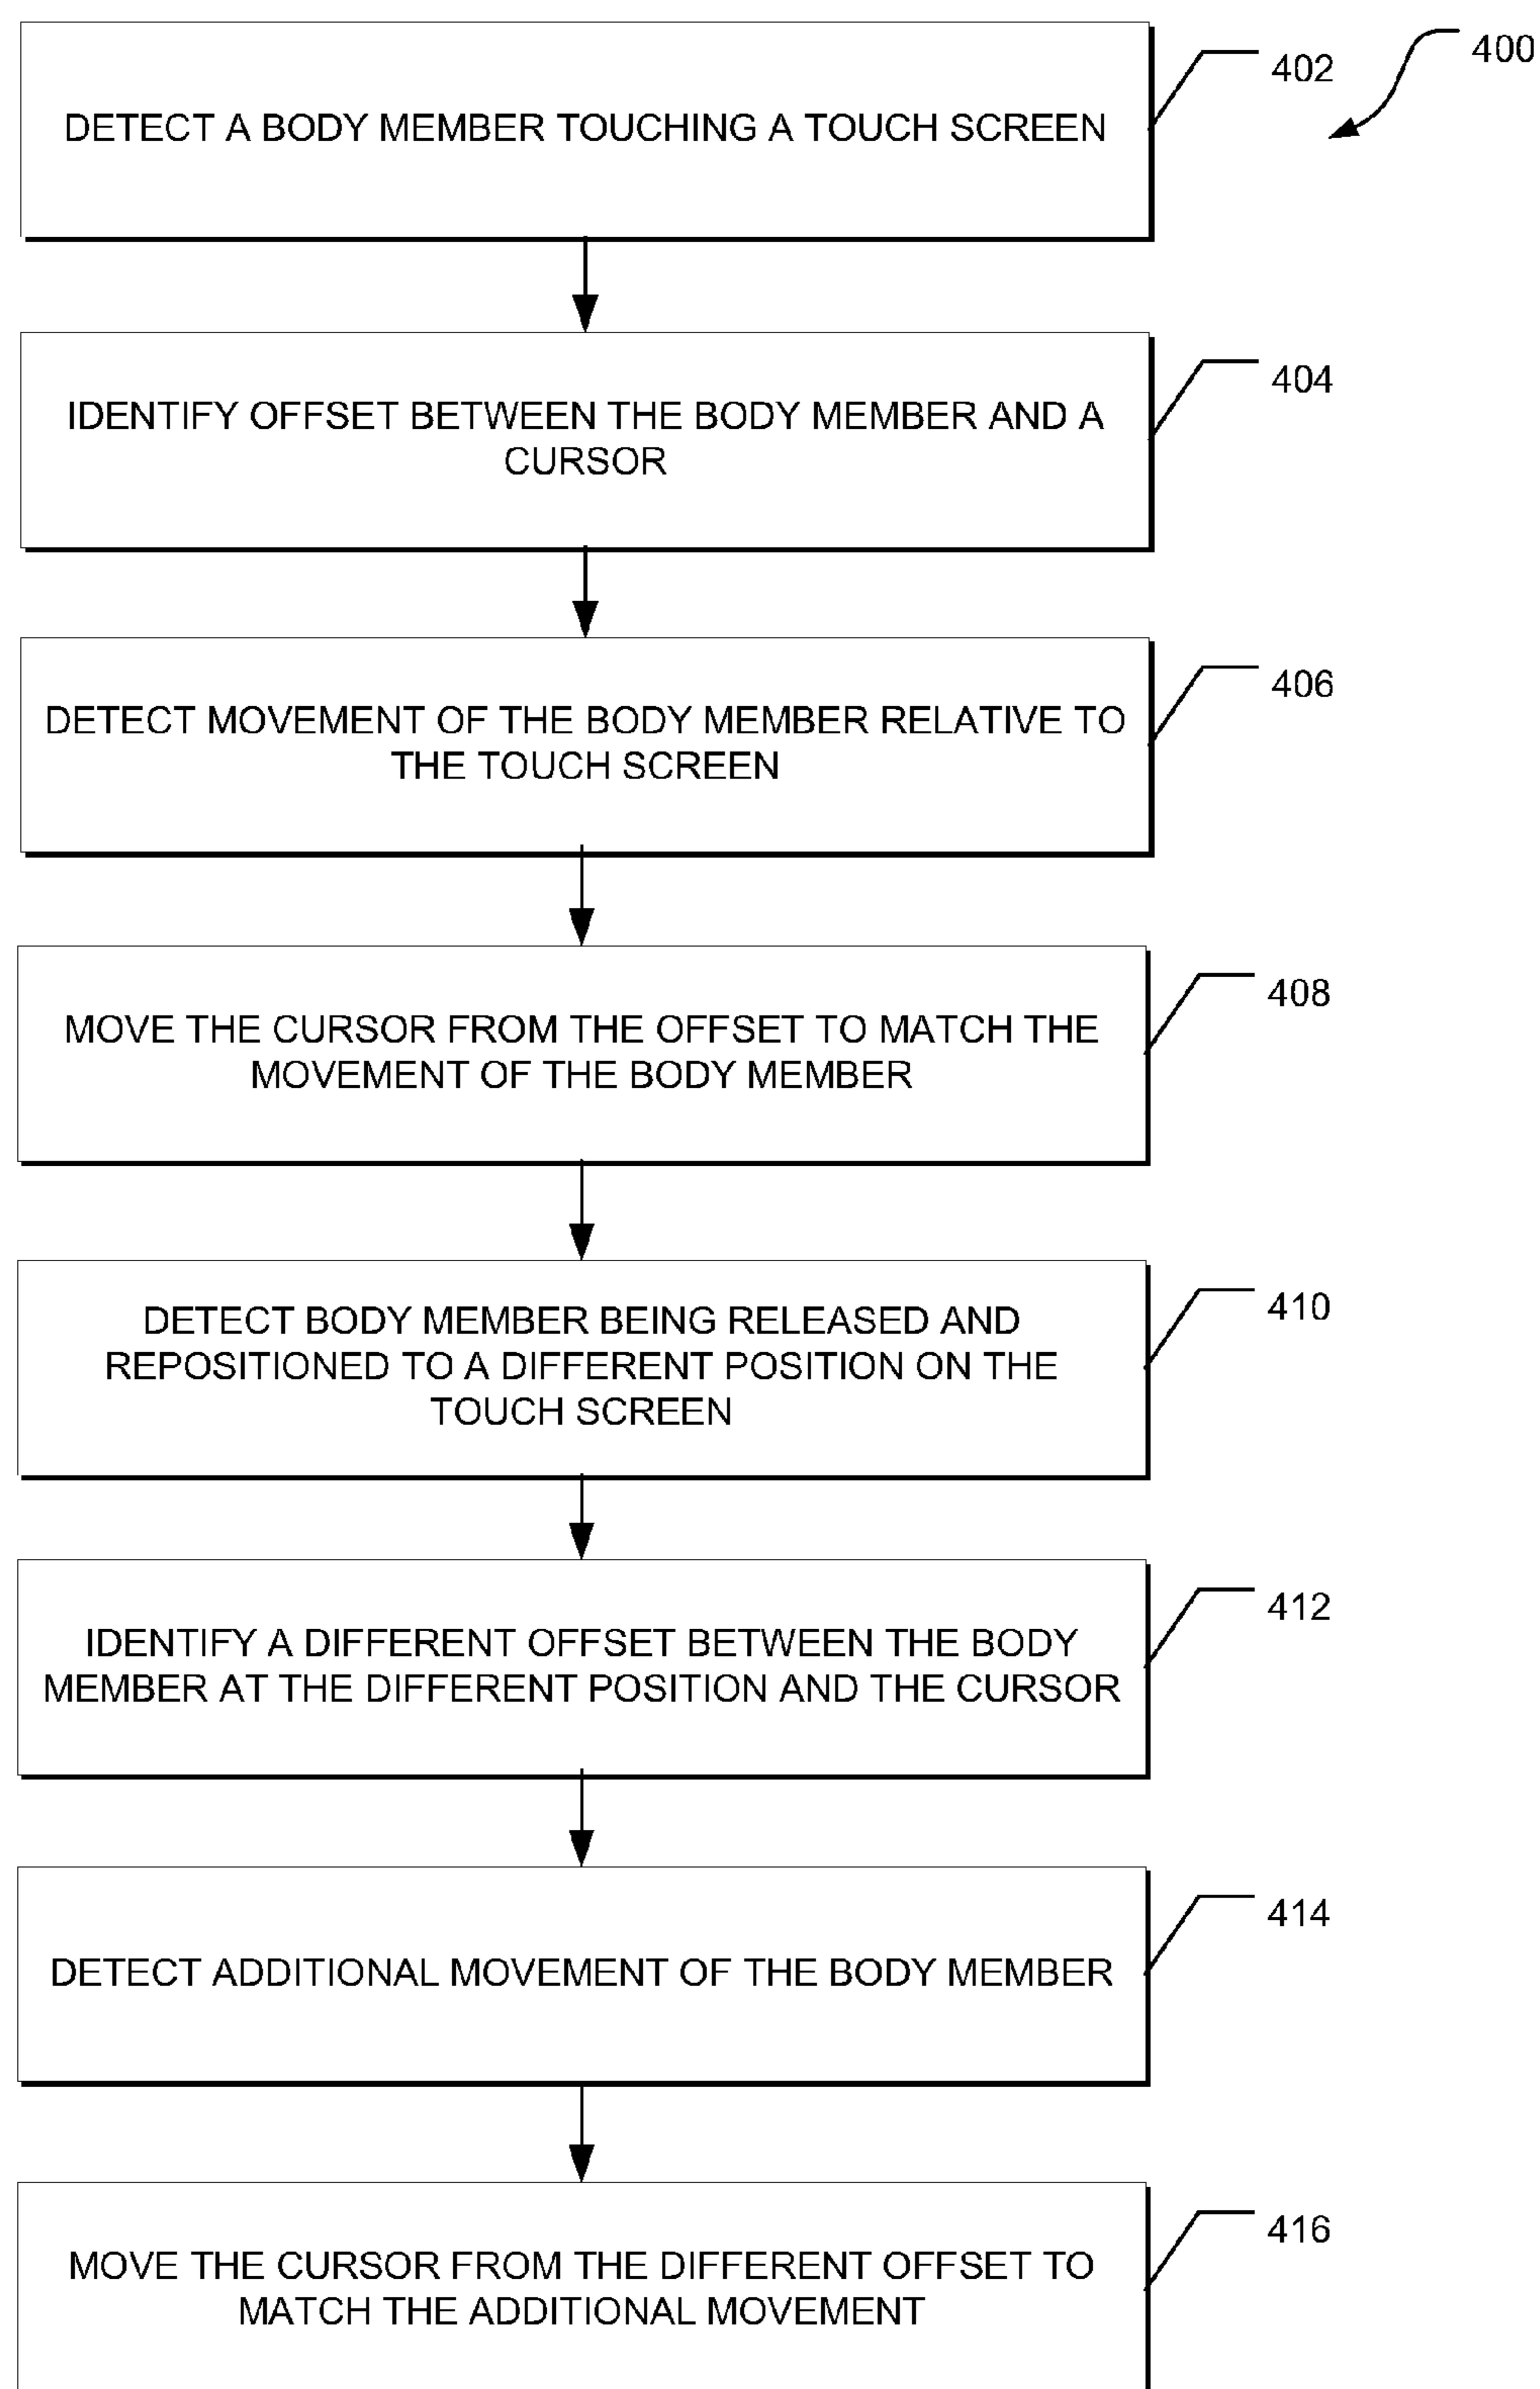 400
402
DETECT A BODY MEMBER TOUCHING A TOUCH SCREEN
404
IDENTIFY OFFSET BETWEEN THE BODY MEMBER AND A
CURSOR
406
DETECT MOVEMENT OF THE BODY MEMBER RELATIVE TO
THE TOUCH SCREEN
408
MOVE THE CURSOR FROM THE OFFSET TO MATCH THE
MOVEMENT OF THE BODY MEMBER
410
DETECT BODY MEMBER BEING RELEASED AND
REPOSITIONED TO A DIFFERENT POSITION ON THE
TOUCH SCREEN
412
IDENTIFY A DIFFERENT OFFSET BETWEEN THE BODY
MEMBER AT THE DIFFERENT POSITION AND THE CURSOR
414
DETECT ADDITIONAL MOVEMENT OF THE BODY MEMBER
416
MOVE THE CURSOR FROM THE DIFFERENT OFFSET TO
MATCH THE ADDITIONAL MOVEMENT